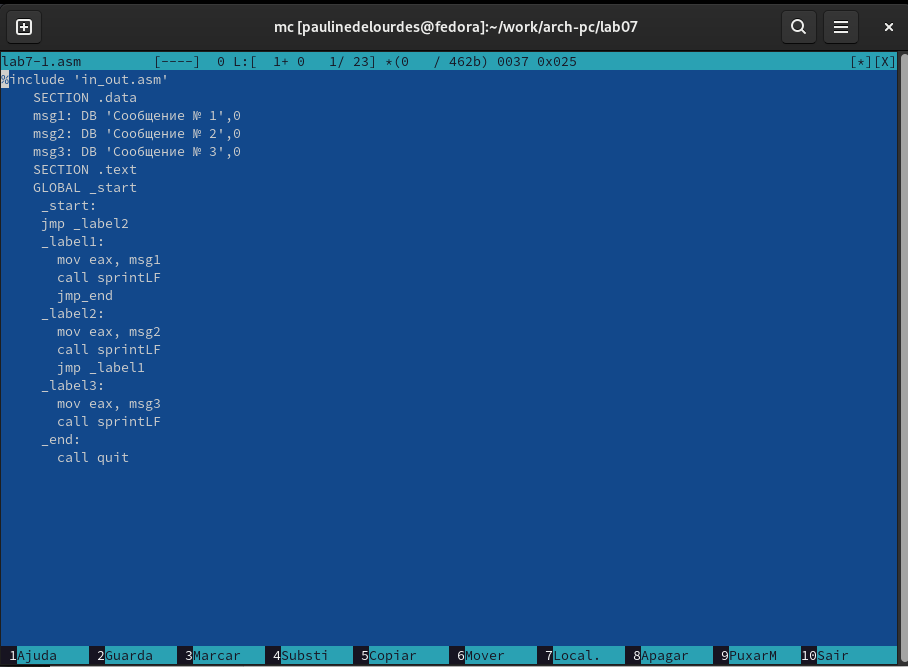 mc [paulinedelourdes@fedora]:~/work/arch-pc/lab07
lab7-1.asm [----] 0 L:[ 1+ 0 1/ 23] *(0 / 462b) 0037 0x025 [*][X]
%include 'in_out.asm'
SECTION .data
msg1: DB 'Сообщение № 1',0
msg2: DB 'Сообщение № 2',0
msg3: DB 'Сообщение № 3',0
SECTION .text
GLOBAL _start
_start:
jmp _label2
_label1:
mov eax, msg1
call sprintLF
jmp_end
_label2:
mov eax, msg2
call sprintLF
jmp _label1
_label3:
mov eax, msg3
call sprintLF
_end:
call quit
1Ajuda 2Guarda 3Marcar 4Substi 5Copiar 6Mover 7Local. 8Apagar 9PuxarM 10Sair